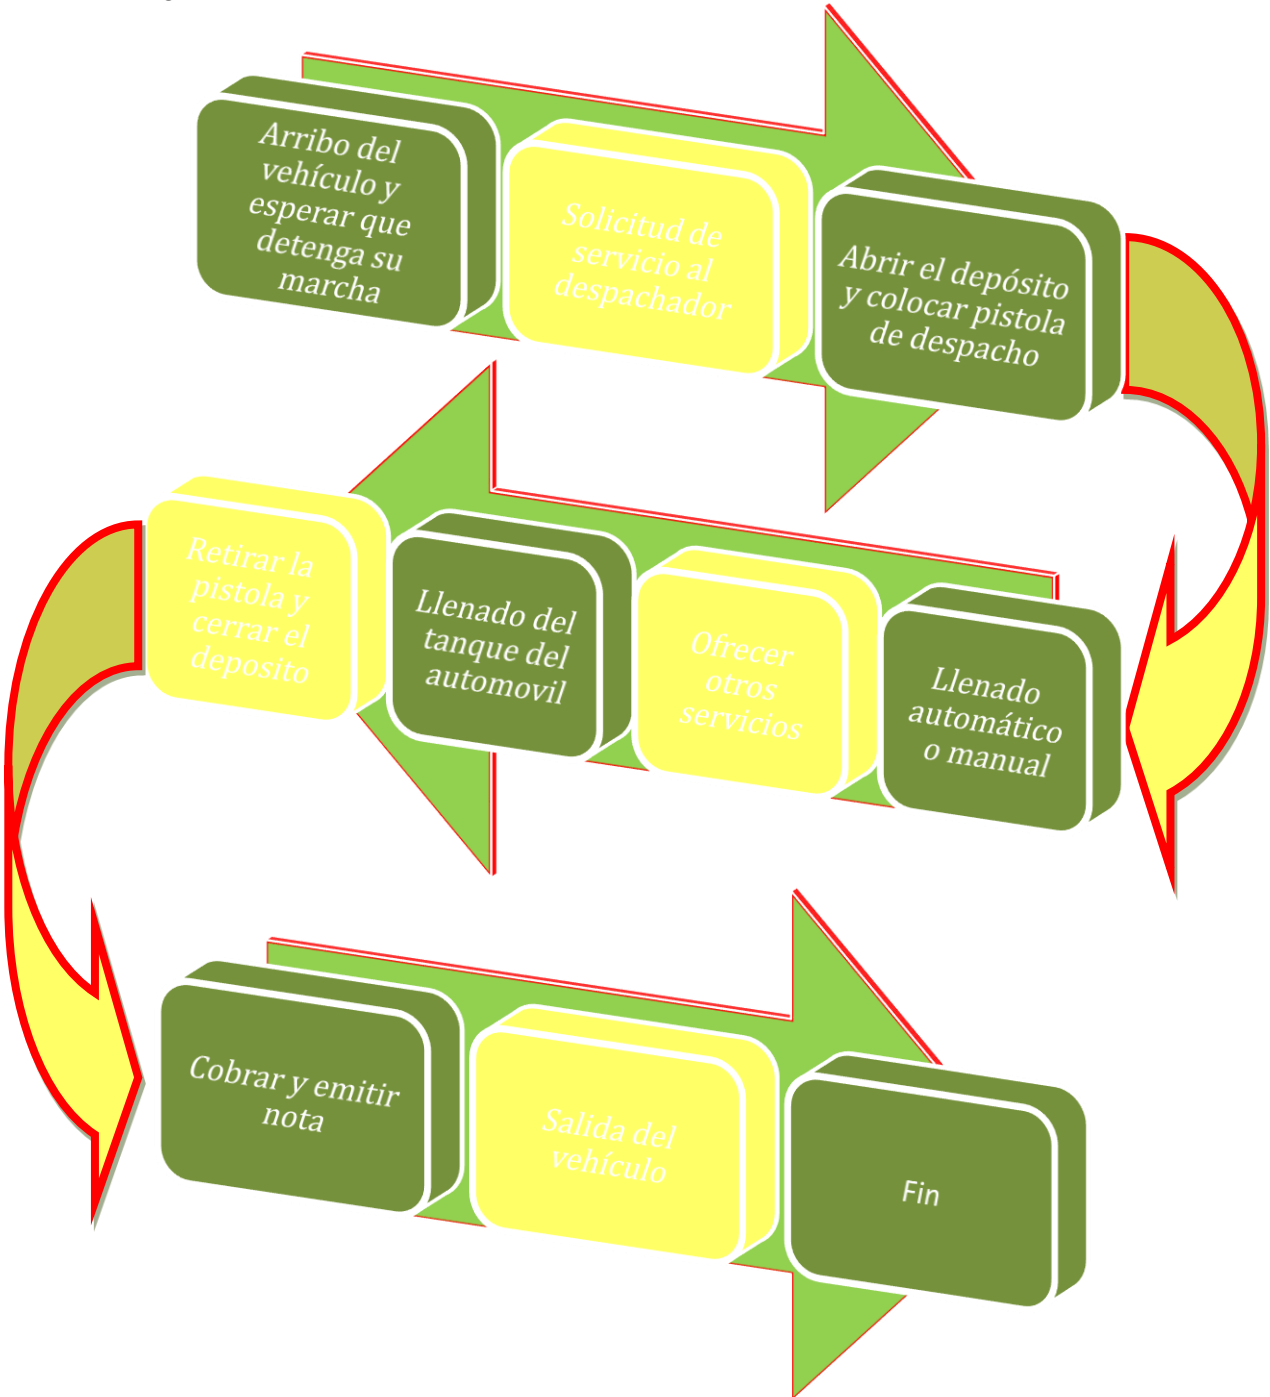 Arribo del
vehículo y
esperar que
detenga su
marcha
Solicitud de
servicio al
despachador
Abrir el depósito
y colocar pistola
de despacho
Llenado
automático
o manual
Ofrecer
otros
servicios
Llenado del
tanque del
automovil
Retirar la
pistola y
cerrar el
deposito
Cobrar y emitir
nota
Salida del
vehículo
Fin